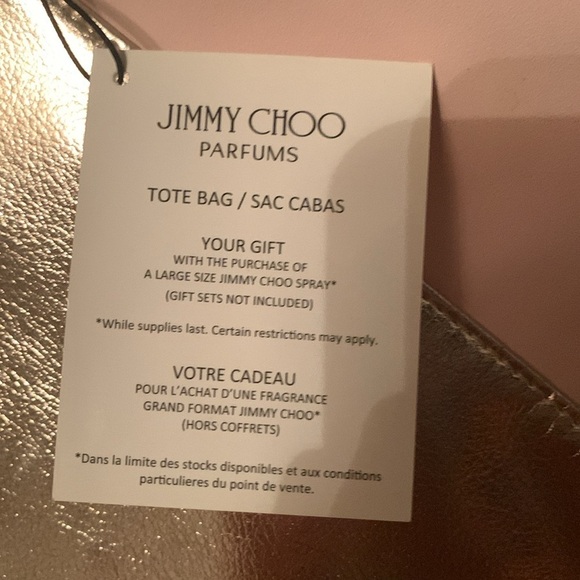 JIMMY CHOO
PARFUMS
TOTE BAG / SAC CABAS
YOUR GIFT
WITH THE PURCHASE OF
A LARGE SIZE JIMMY CHOO SPRAY*
(GIFT SETS NOT INCLUDED)
*While supplies last. Certain restrictions may apply.
VOTRE CADEAU
POUR L'ACHAT D'UNE FRAGRANCE
GRAND FORMAT JIMMY CHOO*
(HORS COFFRETS)
*Dans la limite des stocks disponibles et aux conditions
particulieres du point de vente.